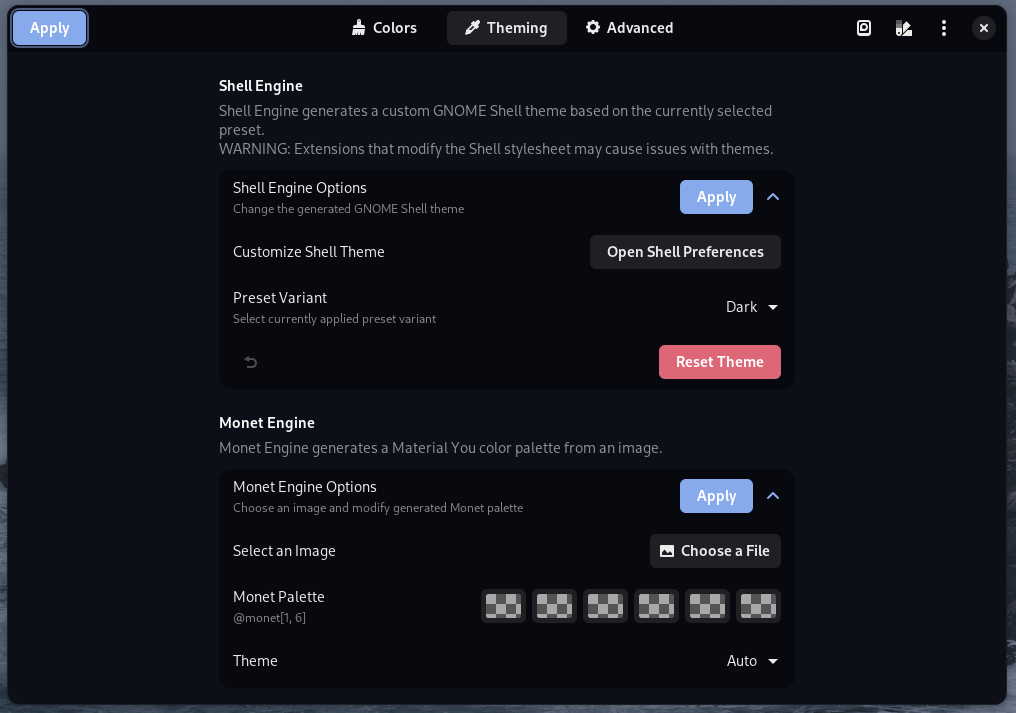 Apply
Colors
Theming
Advanced
Shell Engine
Shell Engine generates a custom GNOME Shell theme based on the currently selected
preset.
WARNING: Extensions that modify the Shell stylesheet may cause issues with themes.
Shell Engine Options
Change the generated GNOME Shell theme
Apply
Customize Shell Theme
Open Shell Preferences
Preset Variant
Select currently applied preset variant
Dark
Reset Theme
Monet Engine
Monet Engine generates a Material You color palette from an image.
Monet Engine Options
Choose an image and modify generated Monet palette
Apply
Select an Image
Choose a File
Monet Palette
@monet[1, 6]
Theme
Auto